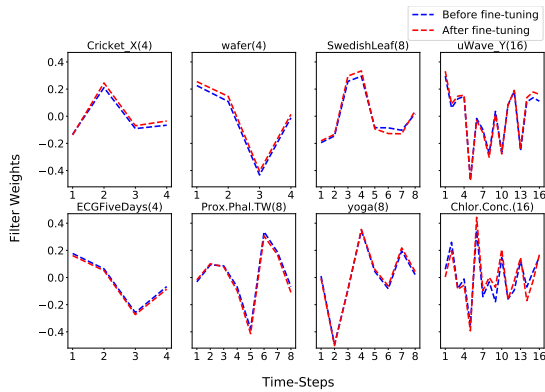 Before fine-tuning
After fine-tuning
Cricket_X(4) wafer(4) SwedishLeaf(8) uWave_Y(16)
0.4
0.2
0.0
−0.2
−0.4
1 2 3 4 1 2 3 4 1 2 3 4 5 6 7 8 1 4 7 10 13 16
ECGFiveDays(4) Prox.Phal.TW(8) yoga(8) Chlor.Conc.(16)
0.4
0.2
0.0
−0.2
−0.4
1 2 3 4 1 2 3 4 5 6 7 8 1 2 3 4 5 6 7 8 1 4 7 10 13 16
Filter Weights
Time-Steps